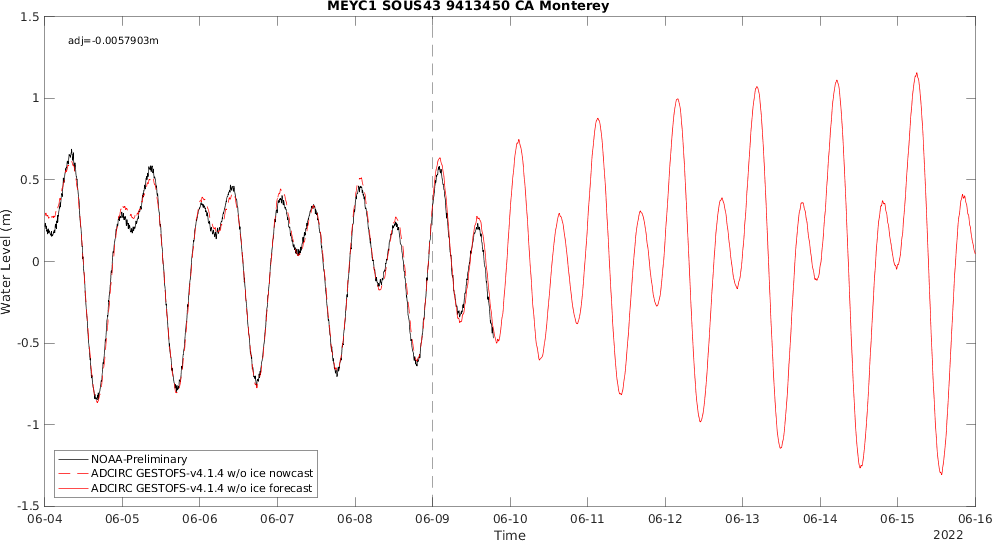 MEYC1 SOUS43 9413450 CA Monterey
adj=-0.0057903m
1.5
1
0.5
0
-0.5
-1
-1.5
Water Level (m)
NOAA-Preliminary
ADCIRC GESTOFS-v4.1.4 w/o ice nowcast
ADCIRC GESTOFS-v4.1.4 w/o ice forecast
06-04 06-05 06-06 06-07 06-08 06-09 06-10 06-11 06-12 06-13 06-14 06-15 06-16
Time
2022